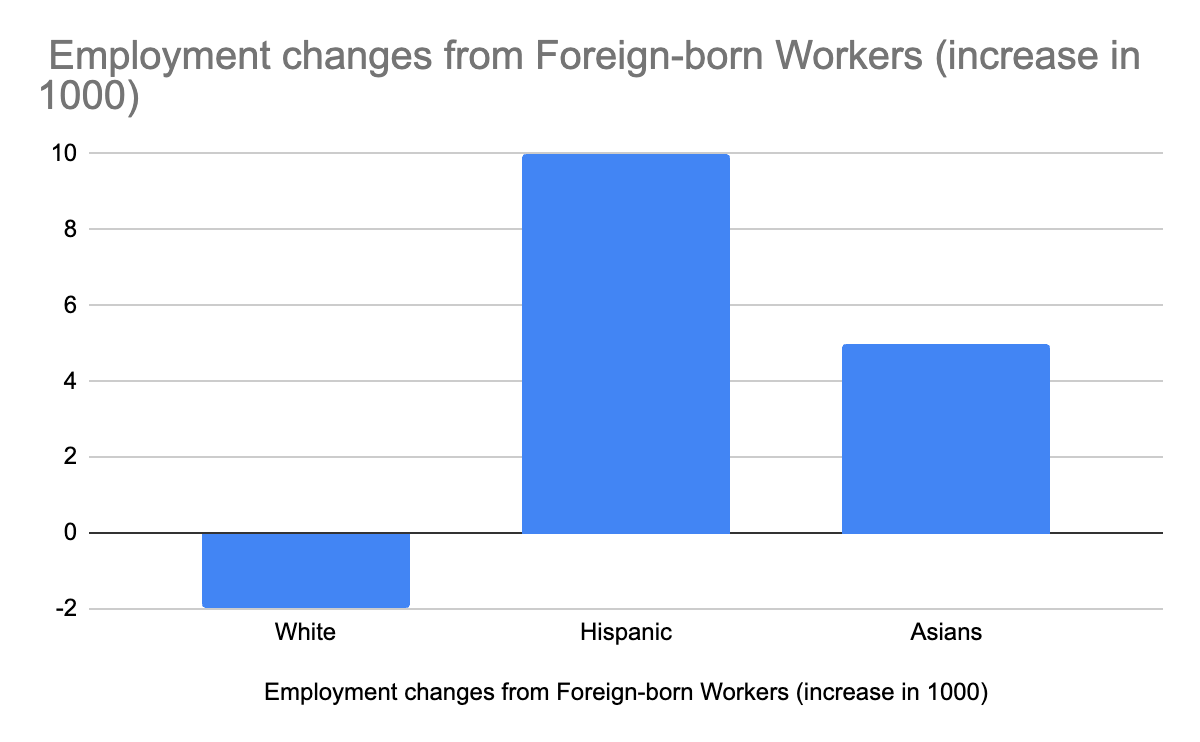 Employment changes from Foreign-born Workers (increase in
1000)
10
8
6
4
2
0
-2
White Hispanic Asians
Employment changes from Foreign-born Workers (increase in 1000)